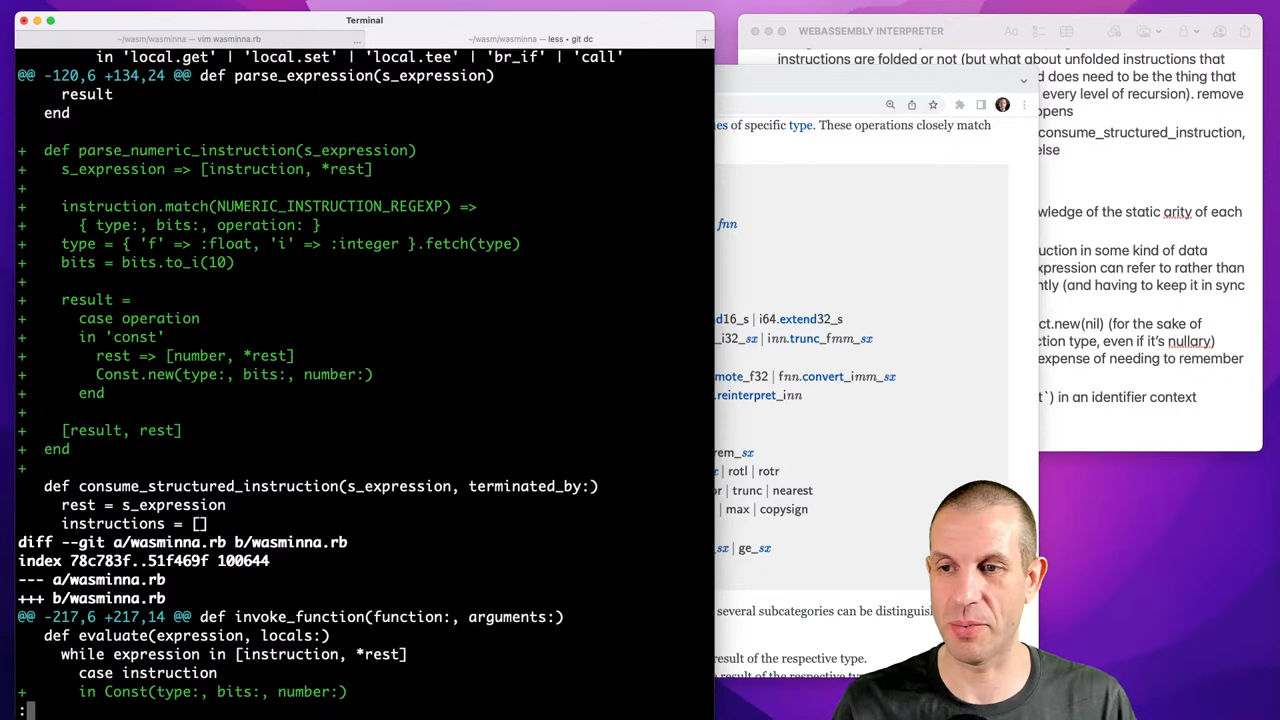 Terminal
~/wasm/wasminna — vim wasminna.rb
...
~/wasm/wasminna — less ‹ git dc
+
in 'local.get' | 'local.set' | 'local.tee' | 'br_if' | 'call'
@@ -120,6 +134,24 @@ def parse_expression(s_expression)
result
end
+ def parse_numeric_instruction(s_expression)
+ s_expression => [instruction, *rest]
+
+ instruction.match(NUMERIC_INSTRUCTION_REGEXP) =>
+ { type:, bits:, operation: }
+ type = { 'f' => :float, 'i' => :integer }.fetch(type)
+ bits = bits.to_i(10)
+
+ result =
+ case operation
+ in 'const'
+ rest => [number, *rest]
+ Const.new(type:, bits:, number:)
+ end
+
+ [result, rest]
+ end
+
def consume_structured_instruction(s_expression, terminated_by:)
rest = s_expression
instructions = []
diff --git a/wasminna.rb b/wasminna.rb
index 78c783f..51f469f 100644
--- a/wasminna.rb
+++ b/wasminna.rb
@@ -217,6 +217,14 @@ def invoke_function(function:, arguments:)
def evaluate(expression, locals:)
while expression in [instruction, *rest]
case instruction
+ in Const(type:, bits:, number:)
:
WEBASSEMBLY INTERPRETER
Aa
instructions are folded or not (but what about unfolded instructions that
d does need to be the thing that
every level of recursion). remove
opens
consume_structured_instruction,
else
wledge of the static arity of each
uction in some kind of data
expression can refer to rather than
ntly (and having to keep it in sync
ct.new(nil) (for the sake of
ction type, even if it's nullary)
expense of needing to remember
t`) in an identifier context
es of specific type. These operations closely match
fnn
d16_s | i64.extend32_s
_i32_sx | inn.trunc_fmm_sx
mote_f32 | fnn.convert_imm_sx
.reinterpret_inn
rem_sx
| rotl | rotr
or | trunc | nearest
| max | copysign
_sx | ge_sx
several subcategories can be distinguish
result of the respective type.